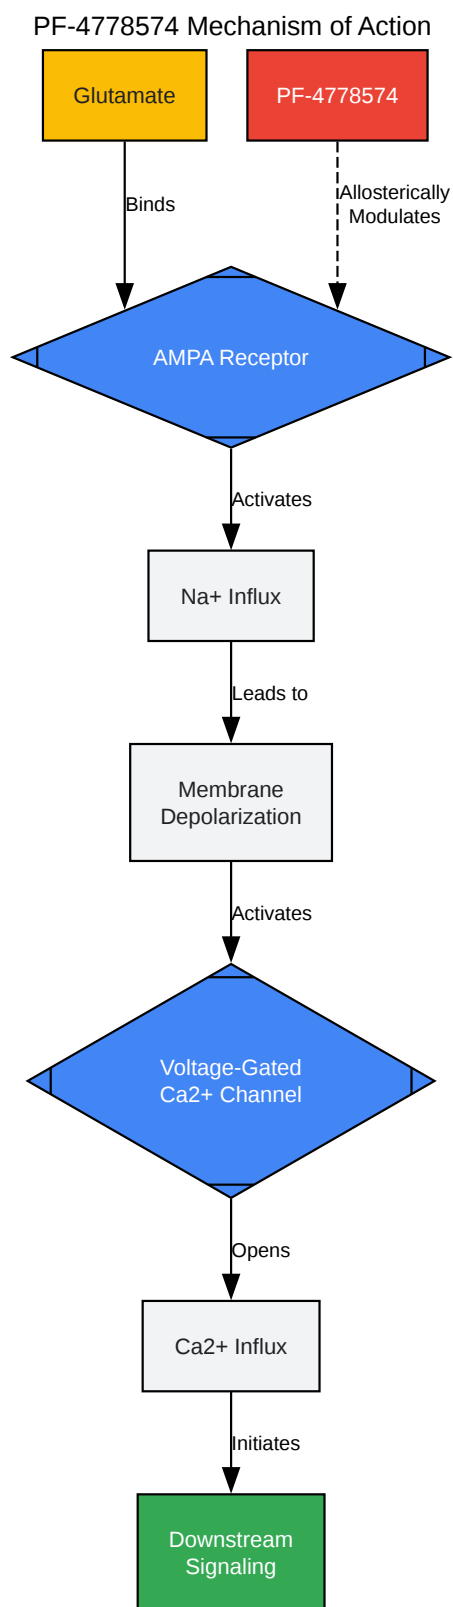 PF-4778574 Mechanism of Action
Glutamate
PF-4778574
Binds
Allosterically
Modulates
AMPA Receptor
Activates
Na+ Influx
Leads to
Membrane
Depolarization
Activates
Voltage-Gated
Ca2+ Channel
Opens
Ca2+ Influx
Initiates
Downstream
Signaling